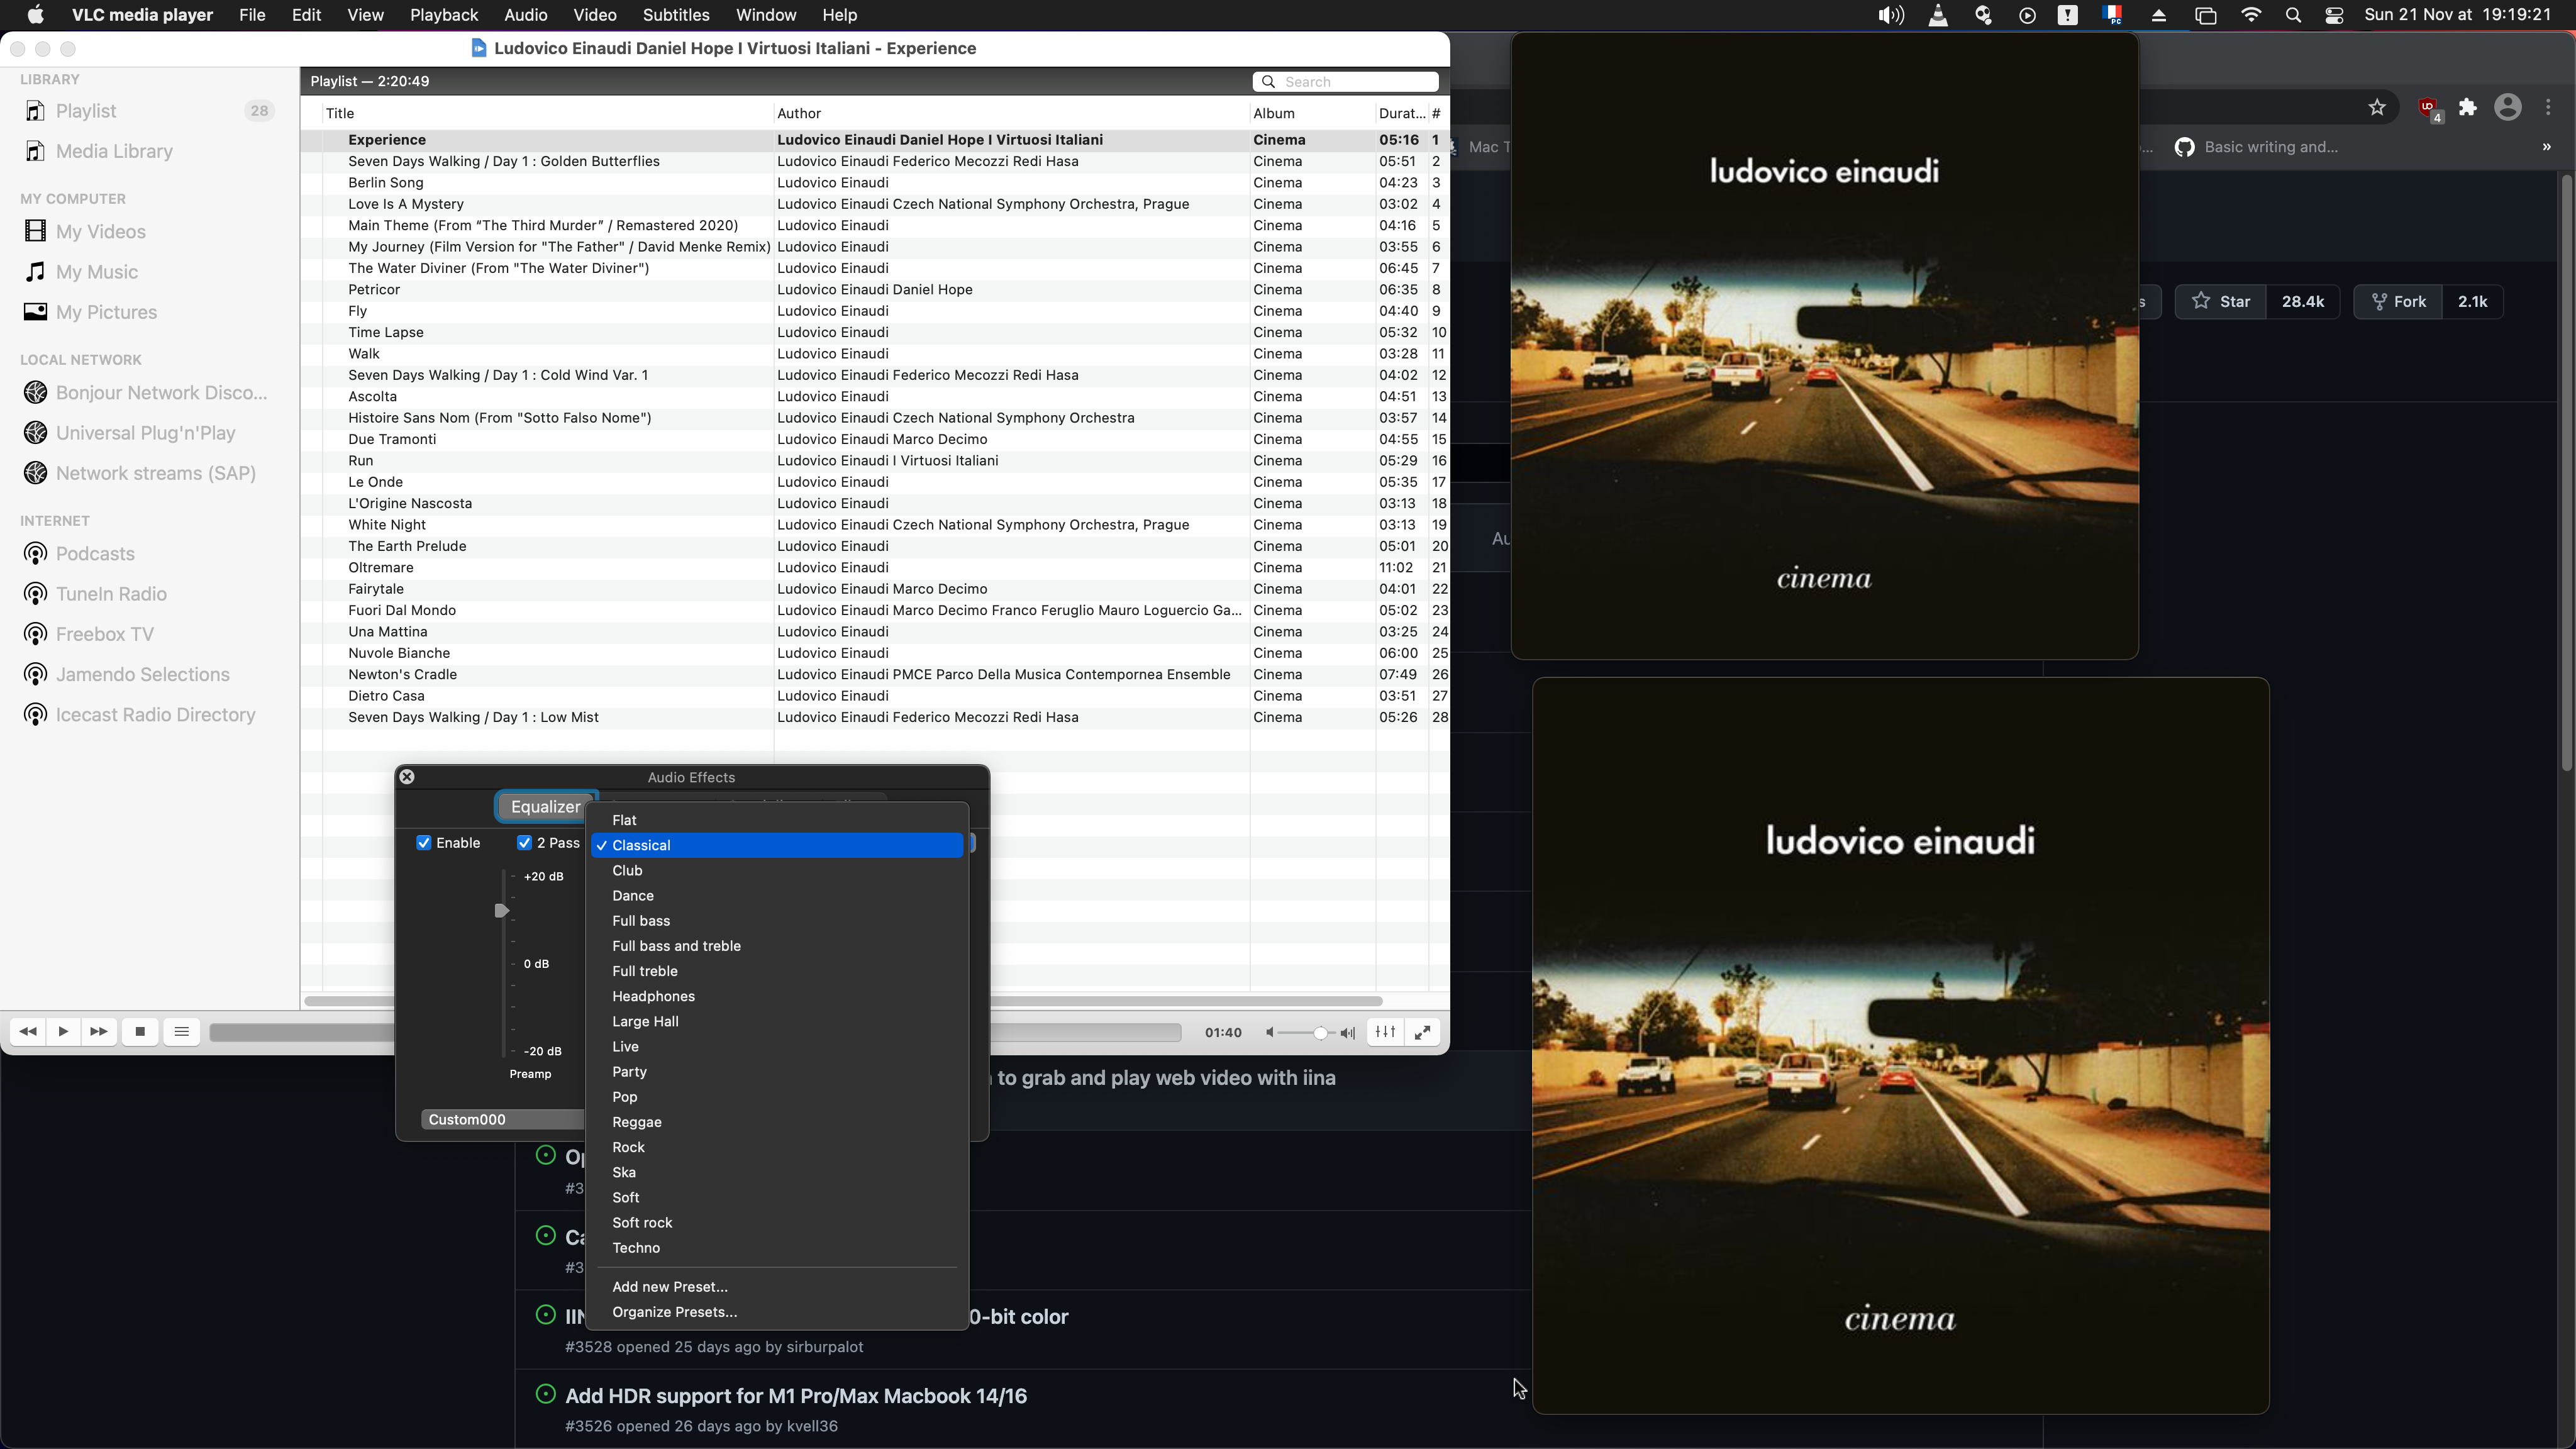 VLC media player File Edit View Playback Audio Video Subtitles Window Help
PC
Sun 21 Nov at 19:19:21
Ludovico Einaudi Daniel Hope I Virtuosi Italiani - Experience
LIBRARY
Playlist 28
Media Library
MY COMPUTER
My Videos
My Music
My Pictures
LOCAL NETWORK
Bonjour Network Disco...
Universal Plug'n'Play
Network streams (SAP)
INTERNET
Podcasts
TuneIn Radio
Freebox TV
Jamendo Selections
Icecast Radio Directory
Playlist — 2:20:49
Search
Title Author Album Durat... #
Experience Ludovico Einaudi Daniel Hope I Virtuosi Italiani Cinema 05:16 1
Seven Days Walking / Day 1 : Golden Butterflies Ludovico Einaudi Federico Mecozzi Redi Hasa Cinema 05:51 2
Berlin Song Ludovico Einaudi Cinema 04:23 3
Love Is A Mystery Ludovico Einaudi Czech National Symphony Orchestra, Prague Cinema 03:02 4
Main Theme (From “The Third Murder” / Remastered 2020) Ludovico Einaudi Cinema 04:16 5
My Journey (Film Version for "The Father" / David Menke Remix) Ludovico Einaudi Cinema 03:55 6
The Water Diviner (From "The Water Diviner") Ludovico Einaudi Cinema 06:45 7
Petricor Ludovico Einaudi Daniel Hope Cinema 06:35 8
Fly Ludovico Einaudi Cinema 04:40 9
Time Lapse Ludovico Einaudi Cinema 05:32 10
Walk Ludovico Einaudi Cinema 03:28 11
Seven Days Walking / Day 1 : Cold Wind Var. 1 Ludovico Einaudi Federico Mecozzi Redi Hasa Cinema 04:02 12
Ascolta Ludovico Einaudi Cinema 04:51 13
Histoire Sans Nom (From "Sotto Falso Nome") Ludovico Einaudi Czech National Symphony Orchestra Cinema 03:57 14
Due Tramonti Ludovico Einaudi Marco Decimo Cinema 04:55 15
Run Ludovico Einaudi I Virtuosi Italiani Cinema 05:29 16
Le Onde Ludovico Einaudi Cinema 05:35 17
L'Origine Nascosta Ludovico Einaudi Cinema 03:13 18
White Night Ludovico Einaudi Czech National Symphony Orchestra, Prague Cinema 03:13 19
The Earth Prelude Ludovico Einaudi Cinema 05:01 20
Oltremare Ludovico Einaudi Cinema 11:02 21
Fairytale Ludovico Einaudi Marco Decimo Cinema 04:01 22
Fuori Dal Mondo Ludovico Einaudi Marco Decimo Franco Feruglio Mauro Loguercio Ga... Cinema 05:02 23
Una Mattina Ludovico Einaudi Cinema 03:25 24
Nuvole Bianche Ludovico Einaudi Cinema 06:00 25
Newton's Cradle Ludovico Einaudi PMCE Parco Della Musica Contempornea Ensemble Cinema 07:49 26
Dietro Casa Ludovico Einaudi Cinema 03:51 27
Seven Days Walking / Day 1 : Low Mist Ludovico Einaudi Federico Mecozzi Redi Hasa Cinema 05:26 28
01:40
Audio Effects
Equalizer
Enable 2 Pass
+20 dB
0 dB
-20 dB
Preamp
Custom000
Flat
Classical
Club
Dance
Full bass
Full bass and treble
Full treble
Headphones
Large Hall
Live
Party
Pop
Reggae
Rock
Ska
Soft
Soft rock
Techno
Add new Preset...
Organize Presets...
to grab and play web video with iina
#3
Ca
#3
IIN 0-bit color
#3528 opened 25 days ago by sirburpalot
Add HDR support for M1 Pro/Max Macbook 14/16
#3526 opened 26 days ago by kvell36
4
Mac T
Basic writing and...
»
s Star 28.4k Fork 2.1k
Au
ludovico einaudi
cinema
ludovico einaudi
cinema